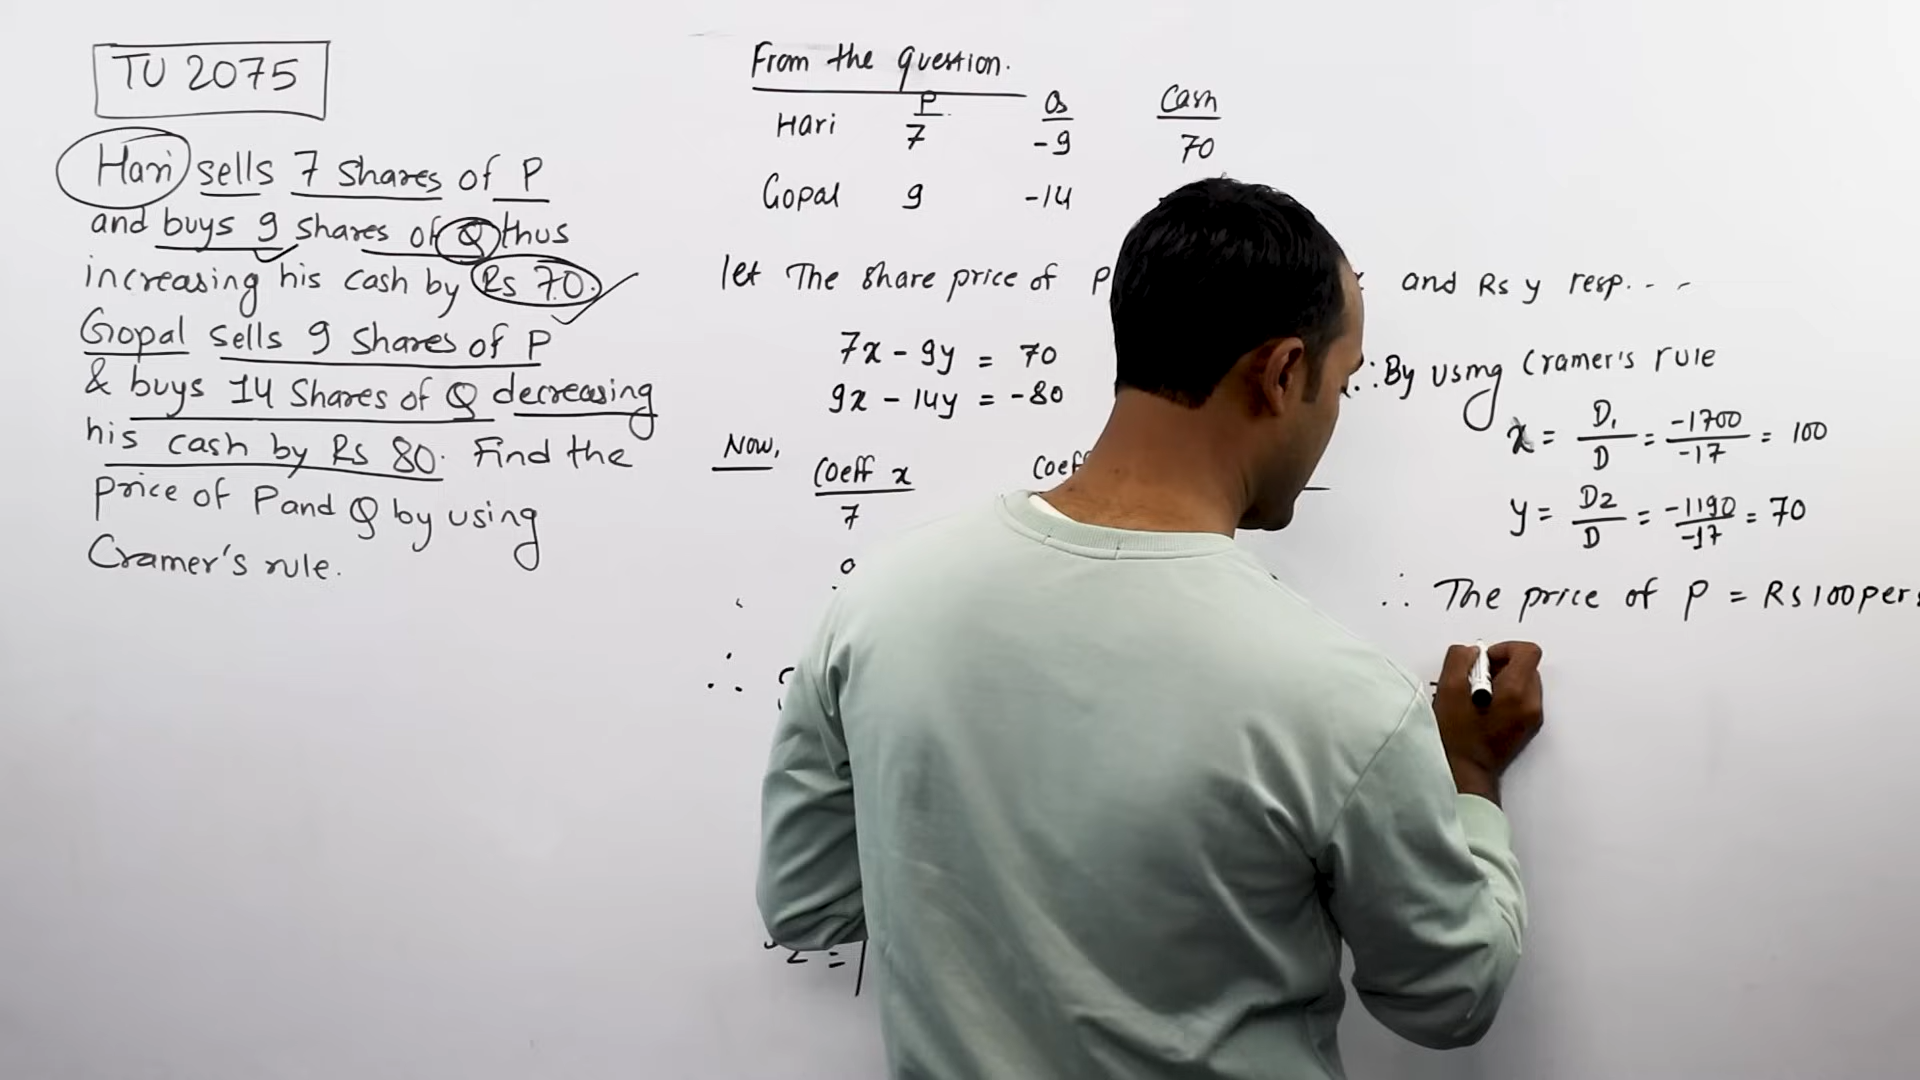 TU 2075
Hari sells 7 shares of P
and buys 9 shares of Q thus
increasing his cash by Rs 70.
Gopal sells 9 shares of P
& buys 14 Shares of Q decreasing
his cash by Rs 80. Find the
price of P and Q by using
Cramer's rule.
From the question.
P Q Cash
Hari 7 -9 70
Gopal 9 -14
let The share price of P and Rs y resp...
7x - 9y = 70
9x - 14y = -80
Now,
Coeff x Coeff
7
∴
∴ By using Cramer's rule
x = D1/D = -1700/-17 = 100
y = D2/D = -1190/-17 = 70
∴ The price of P = Rs 100 per